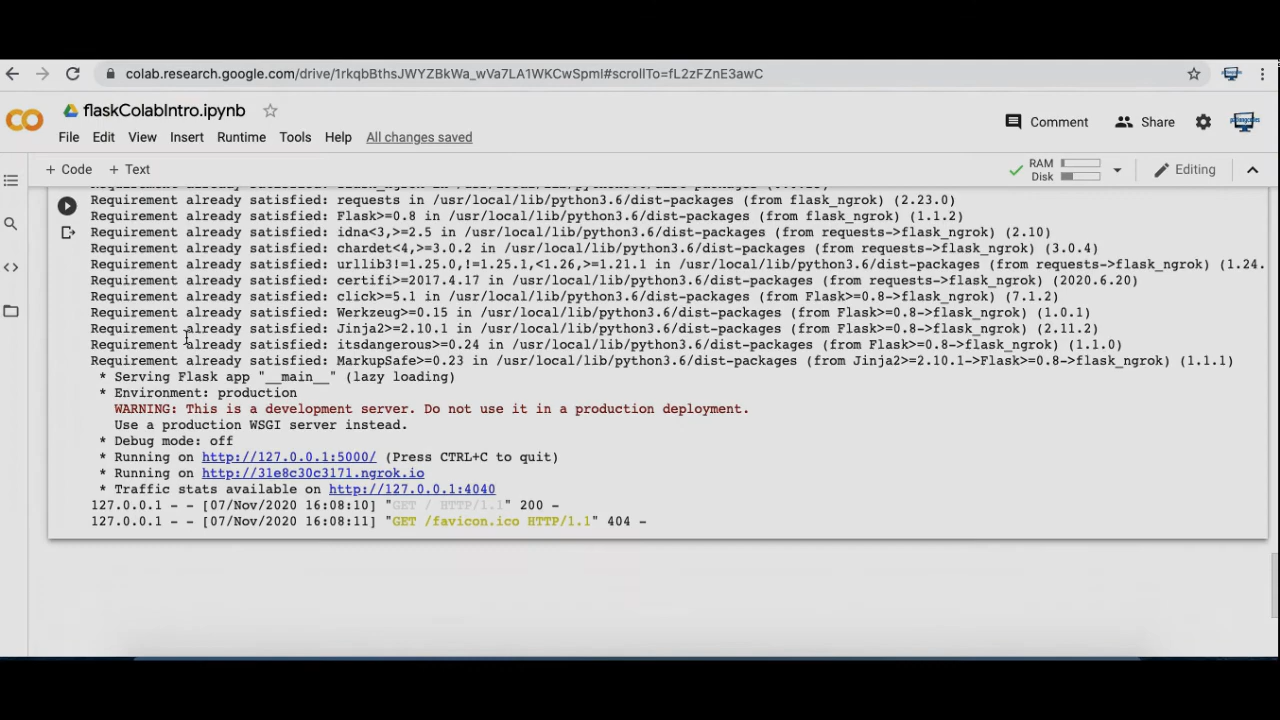 colab.research.google.com/drive/1rkqbBthsJWYZBkWa_wVa7LA1WKCwSpmI#scrollTo=fL2zFZnE3awC
flaskColabIntro.ipynb
File Edit View Insert Runtime Tools Help All changes saved
Comment Share
+ Code + Text
RAM
Disk
Editing
Requirement already satisfied: requests in /usr/local/lib/python3.6/dist-packages (from flask_ngrok) (2.23.0)
Requirement already satisfied: Flask>=0.8 in /usr/local/lib/python3.6/dist-packages (from flask_ngrok) (1.1.2)
Requirement already satisfied: idna<3,>=2.5 in /usr/local/lib/python3.6/dist-packages (from requests->flask_ngrok) (2.10)
Requirement already satisfied: chardet<4,>=3.0.2 in /usr/local/lib/python3.6/dist-packages (from requests->flask_ngrok) (3.0.4)
Requirement already satisfied: urllib3!=1.25.0,!=1.25.1,<1.26,>=1.21.1 in /usr/local/lib/python3.6/dist-packages (from requests->flask_ngrok) (1.24.
Requirement already satisfied: certifi>=2017.4.17 in /usr/local/lib/python3.6/dist-packages (from requests->flask_ngrok) (2020.6.20)
Requirement already satisfied: click>=5.1 in /usr/local/lib/python3.6/dist-packages (from Flask>=0.8->flask_ngrok) (7.1.2)
Requirement already satisfied: Werkzeug>=0.15 in /usr/local/lib/python3.6/dist-packages (from Flask>=0.8->flask_ngrok) (1.0.1)
Requirement already satisfied: Jinja2>=2.10.1 in /usr/local/lib/python3.6/dist-packages (from Flask>=0.8->flask_ngrok) (2.11.2)
Requirement already satisfied: itsdangerous>=0.24 in /usr/local/lib/python3.6/dist-packages (from Flask>=0.8->flask_ngrok) (1.1.0)
Requirement already satisfied: MarkupSafe>=0.23 in /usr/local/lib/python3.6/dist-packages (from Jinja2>=2.10.1->Flask>=0.8->flask_ngrok) (1.1.1)
* Serving Flask app "__main__" (lazy loading)
* Environment: production
WARNING: This is a development server. Do not use it in a production deployment.
Use a production WSGI server instead.
* Debug mode: off
* Running on http://127.0.0.1:5000/ (Press CTRL+C to quit)
* Running on http://31e8c30c3171.ngrok.io
* Traffic stats available on http://127.0.0.1:4040
127.0.0.1 - - [07/Nov/2020 16:08:10] "GET / HTTP/1.1" 200 -
127.0.0.1 - - [07/Nov/2020 16:08:11] "GET /favicon.ico HTTP/1.1" 404 -